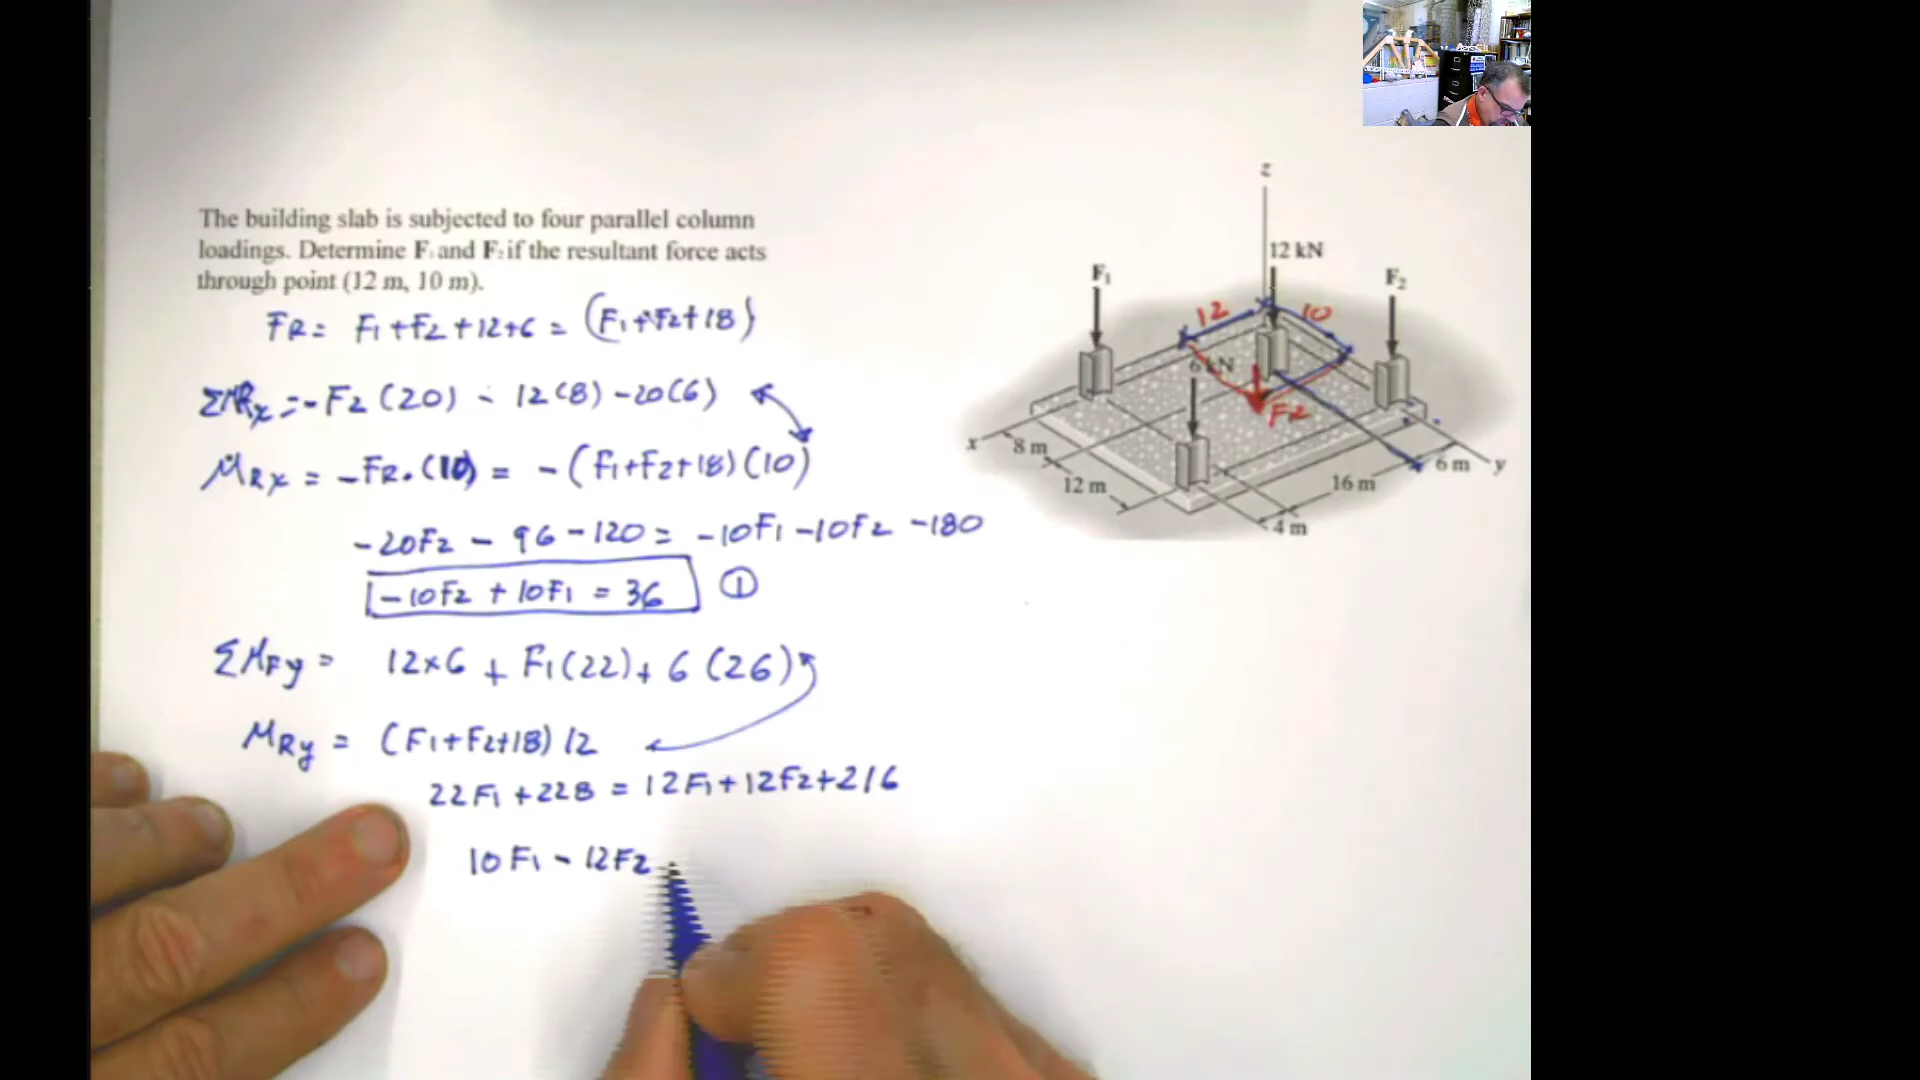 The building slab is subjected to four parallel column
loadings. Determine F₁ and F₂ if the resultant force acts
through point (12 m, 10 m).
FR = F1 + F2 + 12 + 6 = (F1 + F2 + 18)
ΣMRx = - F2 (20) - 12 (8) - 20 (6)
MRx = - FR . (10) = - (F1 + F2 + 18) (10)
-20F2 - 96 - 120 = -10F1 - 10F2 - 180
-10F2 + 10F1 = 36 ①
ΣMFy = 12 x 6 + F1 (22) + 6 (26)
MRy = (F1 + F2 + 18) 12
22F1 + 228 = 12F1 + 12F2 + 216
10F1 - 12F2
z
12 kN
F₁
F₂
12
10
6 kN
FR
x
8 m
12 m
16 m
6 m
y
4 m